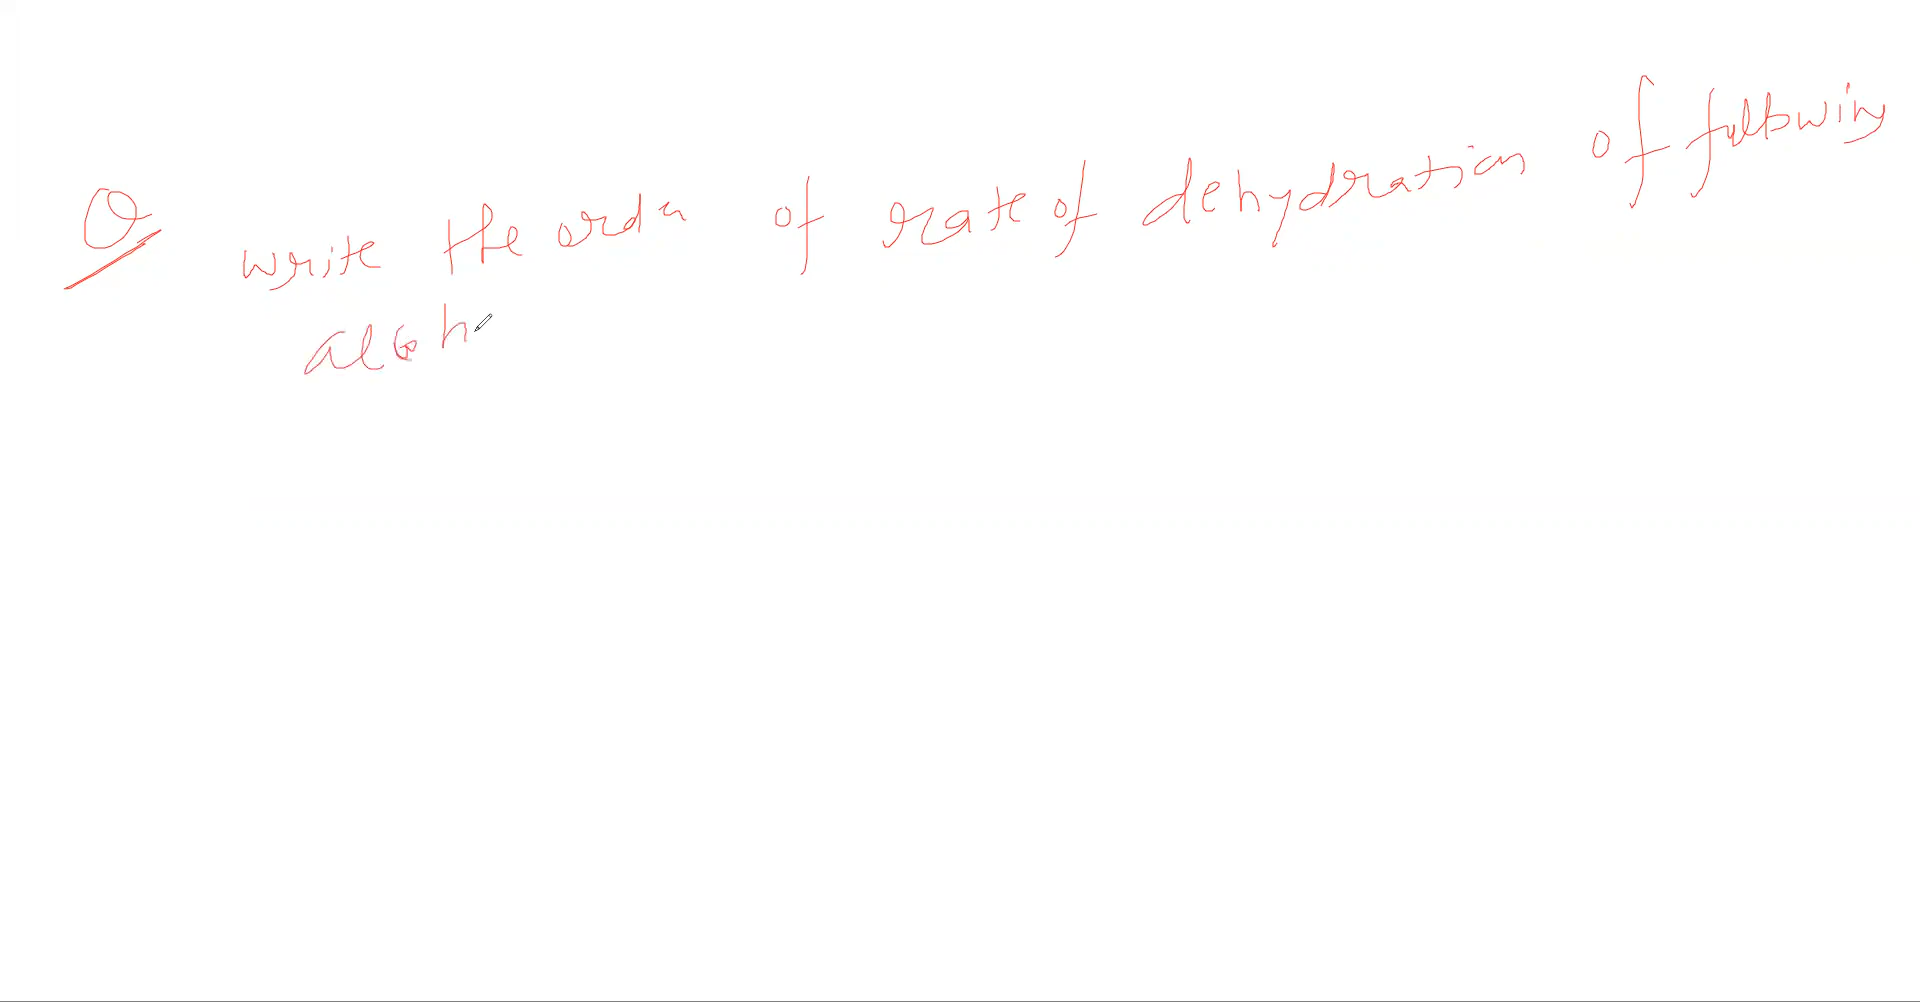 Q write the order of rate of dehydration of following
alcoh